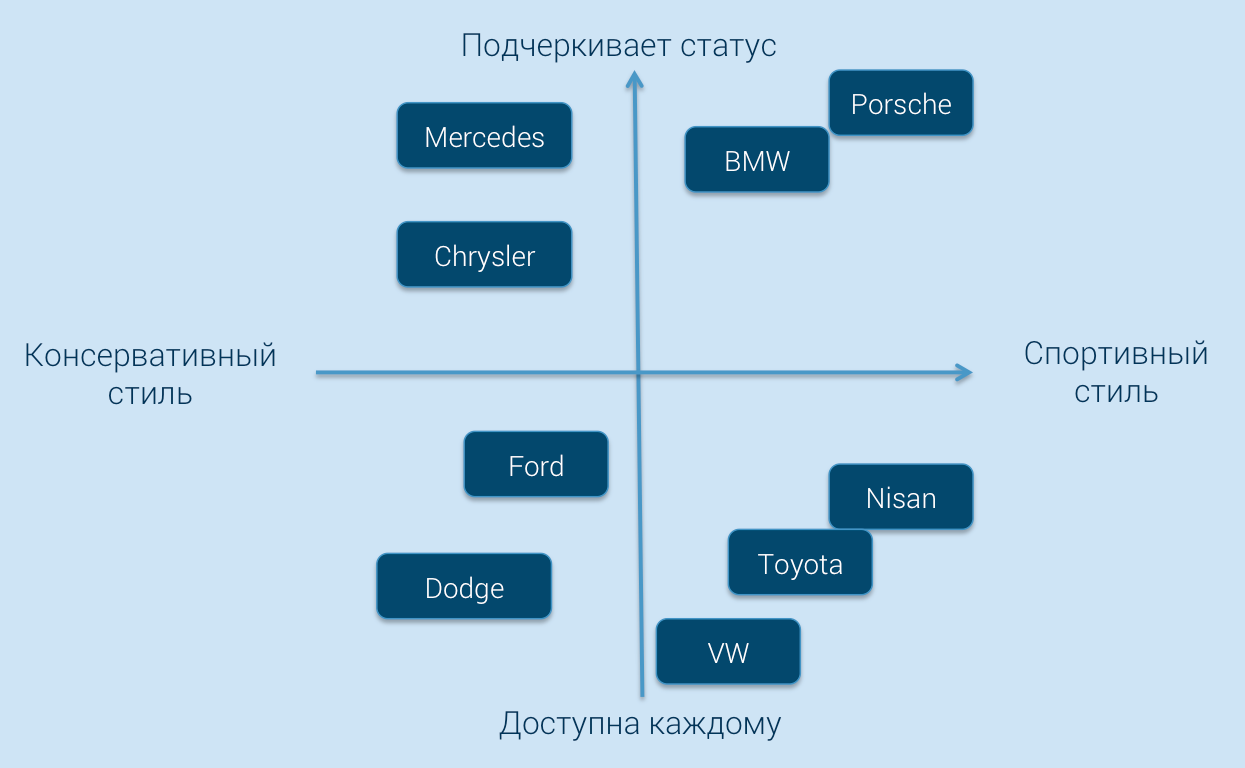 Подчеркивает статус
Porsche
Mercedes
BMW
Chrysler
Консервативный
стиль
Спортивный
стиль
Ford
Nisan
Toyota
Dodge
VW
Доступна каждому